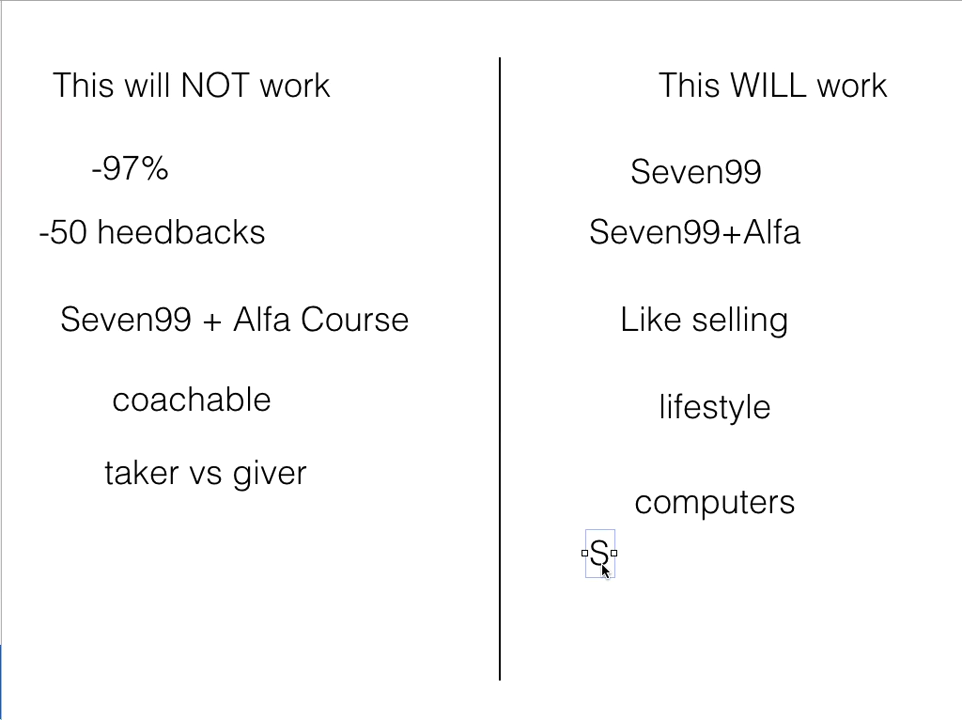 This will NOT work
-97%
-50 heedbacks
Seven99 + Alfa Course
coachable
taker vs giver
This WILL work
Seven99
Seven99+Alfa
Like selling
lifestyle
computers
S